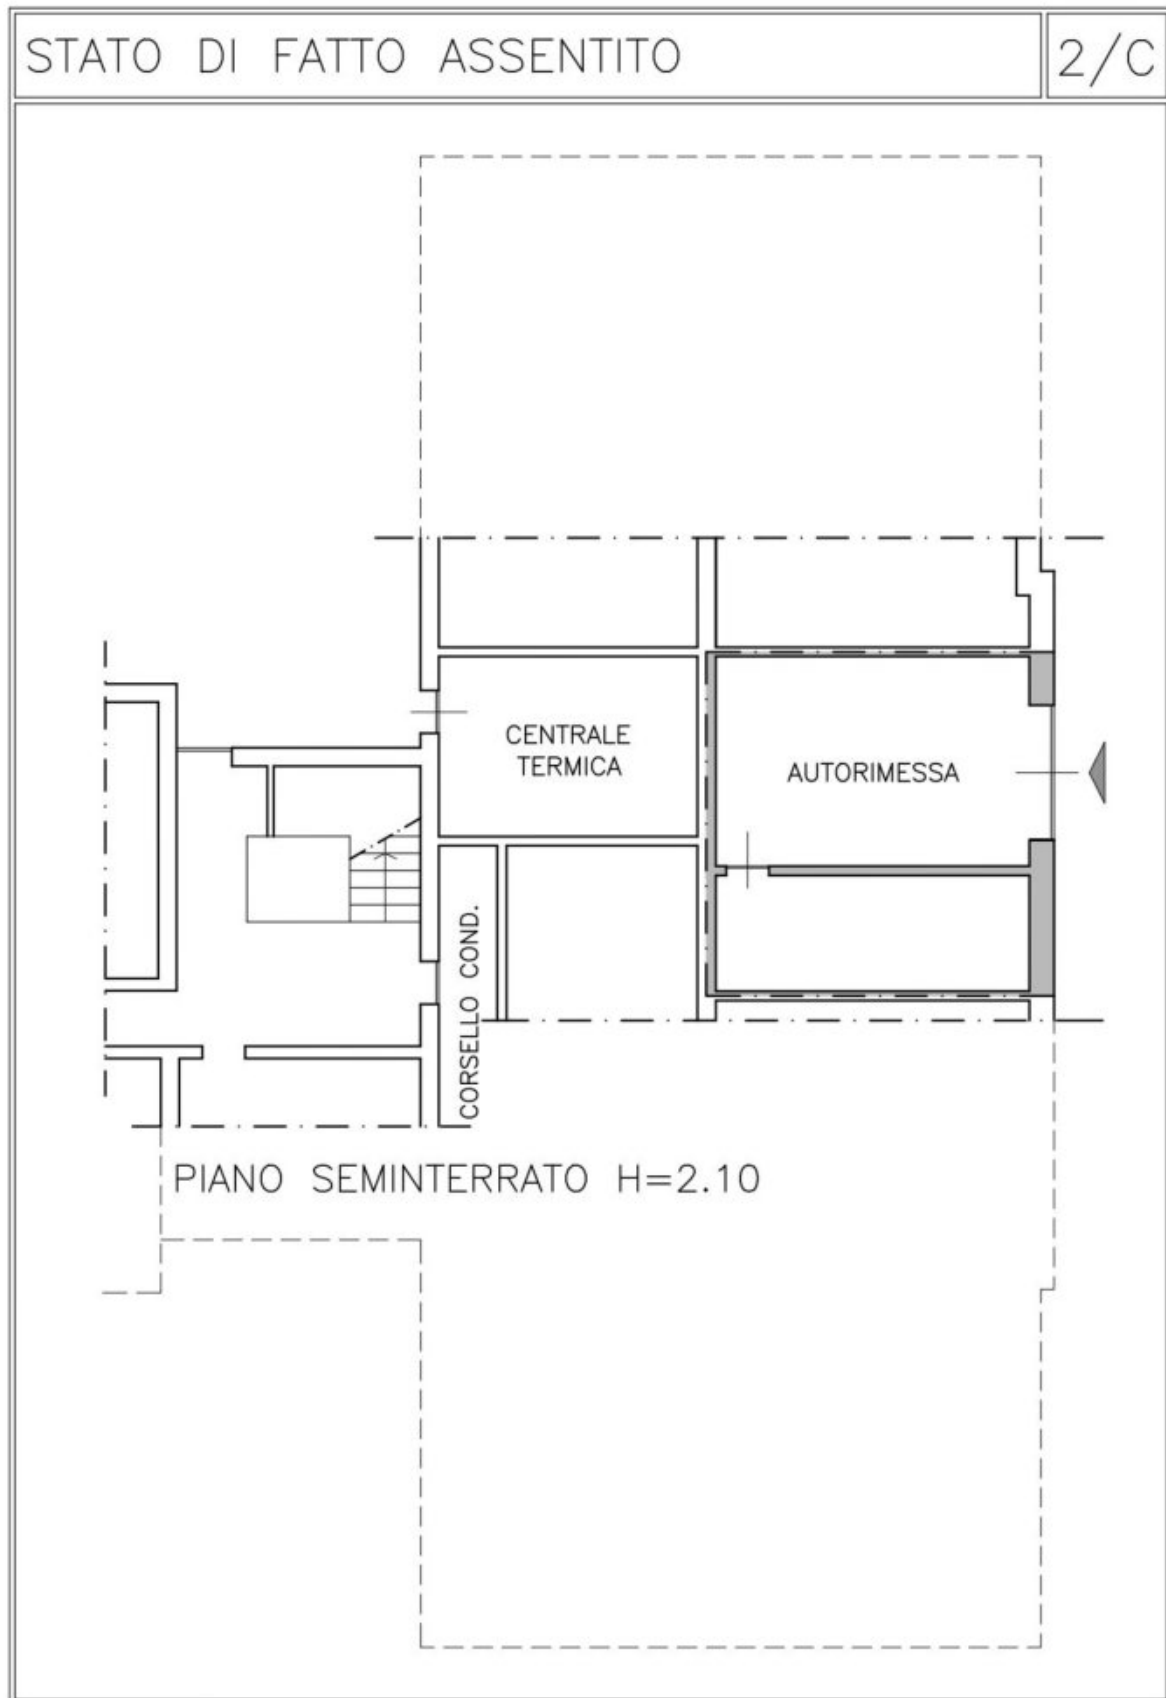 STATO DI FATTO ASSENTITO
2/C
CENTRALE
TERMICA
AUTORIMESSA
CORSELLO COND.
PIANO SEMINTERRATO H=2.10